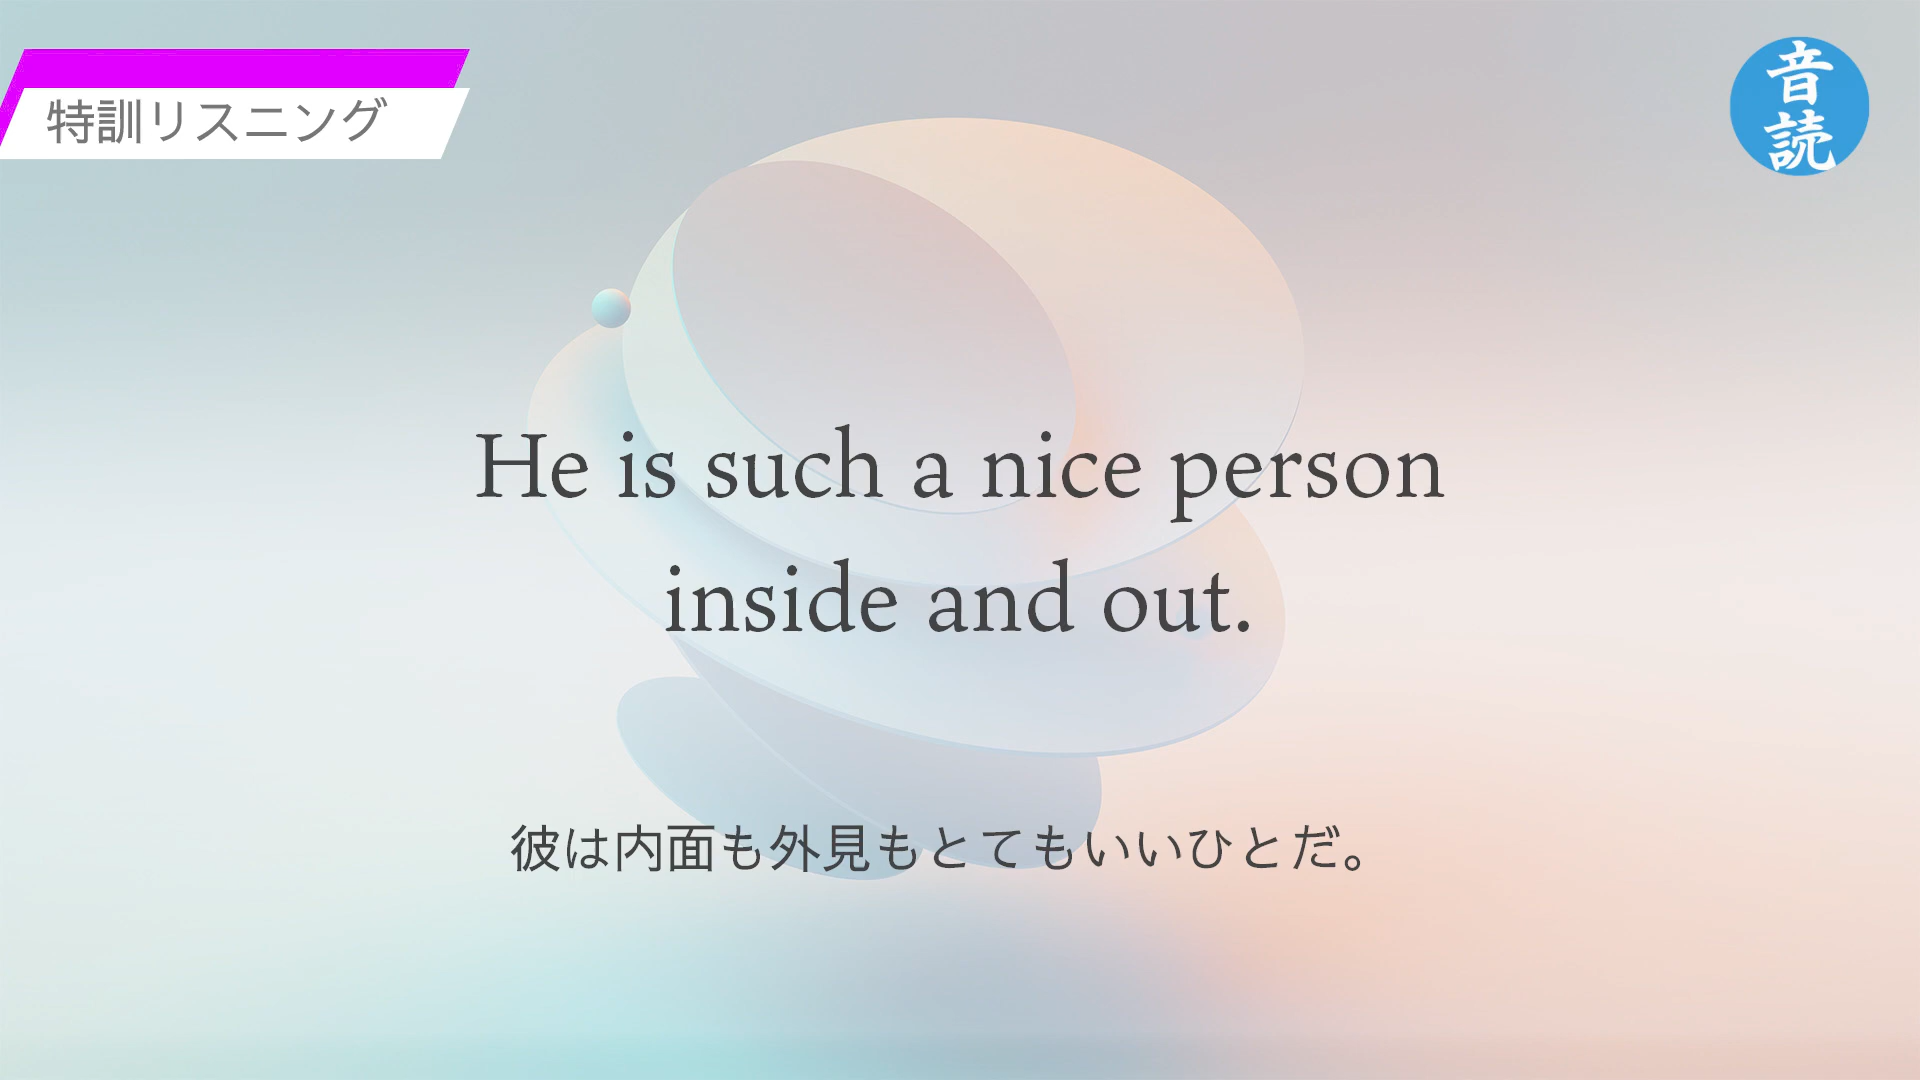 特訓リスニング
音
読
He is such a nice person
inside and out.
彼は内面も外見もとてもいいひとだ。